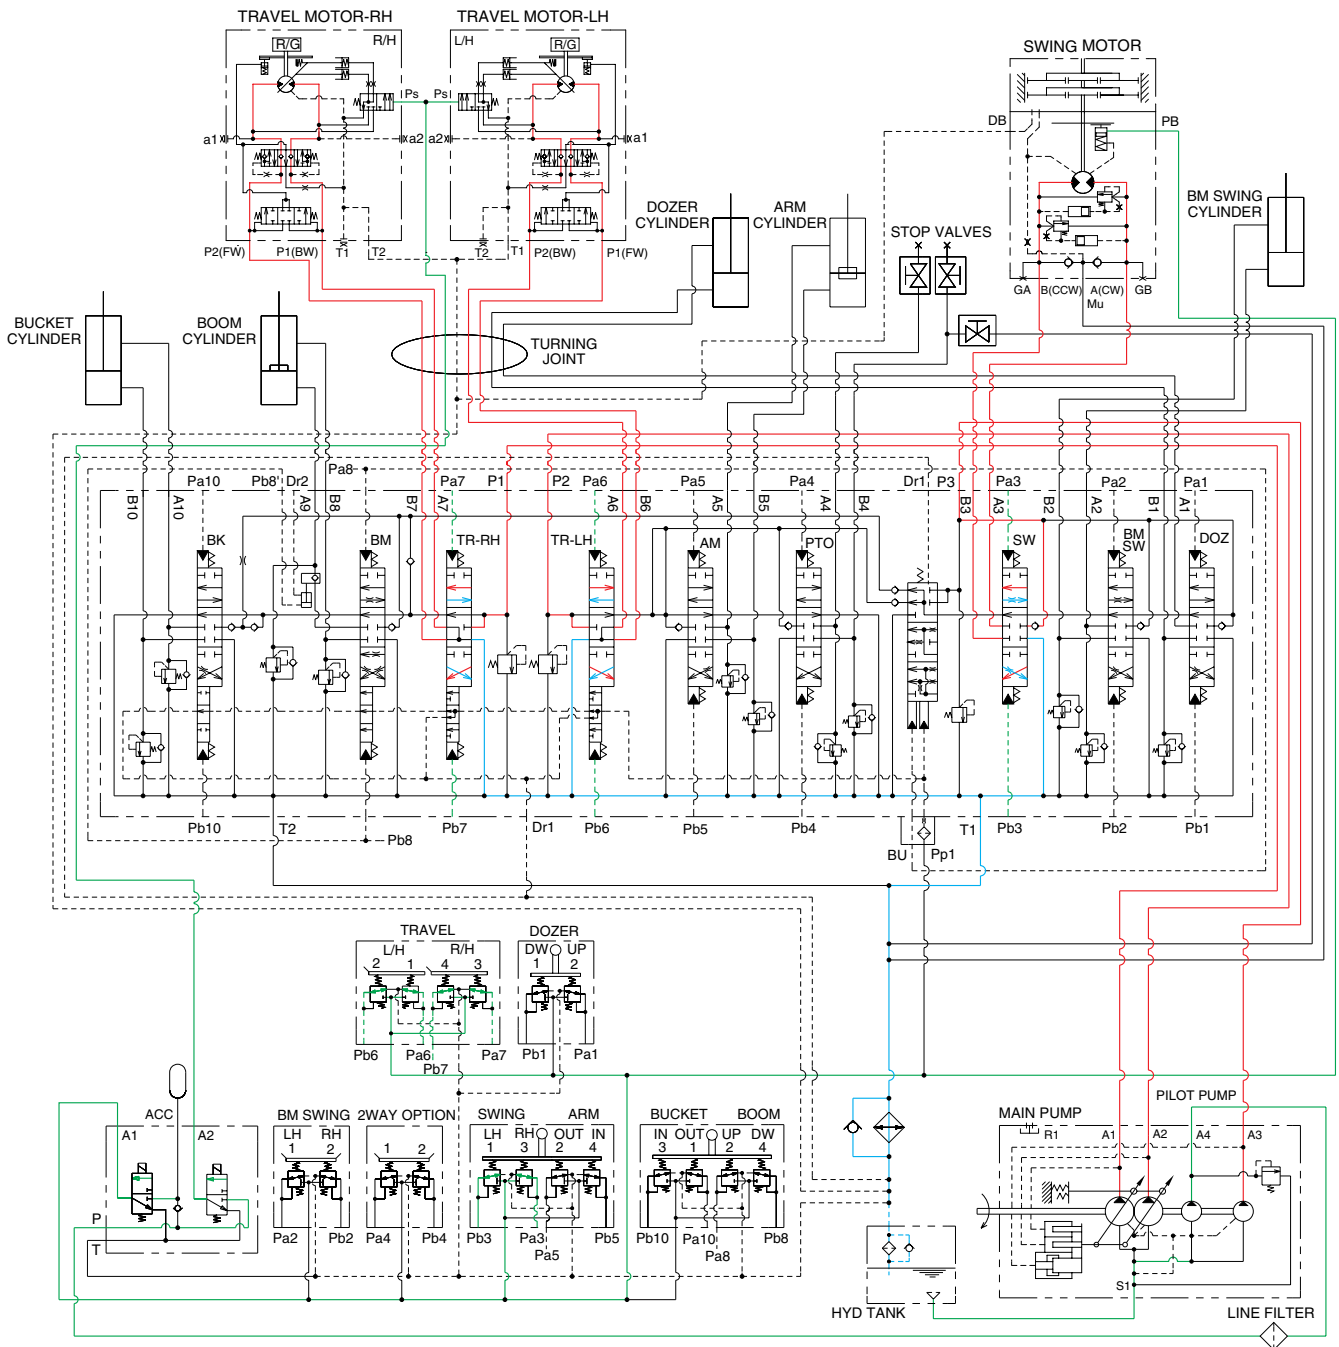 TRAVEL MOTOR-RH TRAVEL MOTOR-LH
R/G R/H L/H R/G
SWING MOTOR
Ps Ps
DB PB
a1 a2 a2 a1
DOZER CYLINDER
ARM CYLINDER
STOP VALVES
BM SWING CYLINDER
P2(FW) P1(BW) T1 T2 T2 T1 P2(BW) P1(FW)
GA B(CCW) A(CW) GB
Mu
BUCKET CYLINDER
BOOM CYLINDER
TURNING JOINT
Pa10 Pb8' Dr2 Pa8 Pa7 P1 P2 Pa6 Pa5 Pa4 Dr1 P3 Pa3 Pa2 Pa1
B10 A10 A9 B8 B7 A7 A6 B6 A5 B5 A4 B4 B3 A3 B2 A2 B1 A1
BK BM TR-RH TR-LH AM PTO SW BM SW DOZ
Pb10 T2 Pb8 Pb7 Dr1 Pb6 Pb5 Pb4 T1 Pb3 Pb2 Pb1
BU Pp1
TRAVEL
L/H R/H
2 1 4 3
Pb6 Pa6 Pb7 Pa7
DOZER
DW UP
1 2
Pb1 Pa1
ACC
A1 A2
P
T
BM SWING
LH RH
1 2
Pa2 Pb2
2WAY OPTION
1 2
Pa4 Pb4
SWING ARM
LH RH OUT IN
1 3 2 4
Pb3 Pa3 Pa5 Pb5
BUCKET BOOM
IN OUT UP DW
3 1 2 4
Pb10 Pa10 Pa8 Pb8
PILOT PUMP
MAIN PUMP
R1 A1 A2 A4 A3
S1
HYD TANK
LINE FILTER